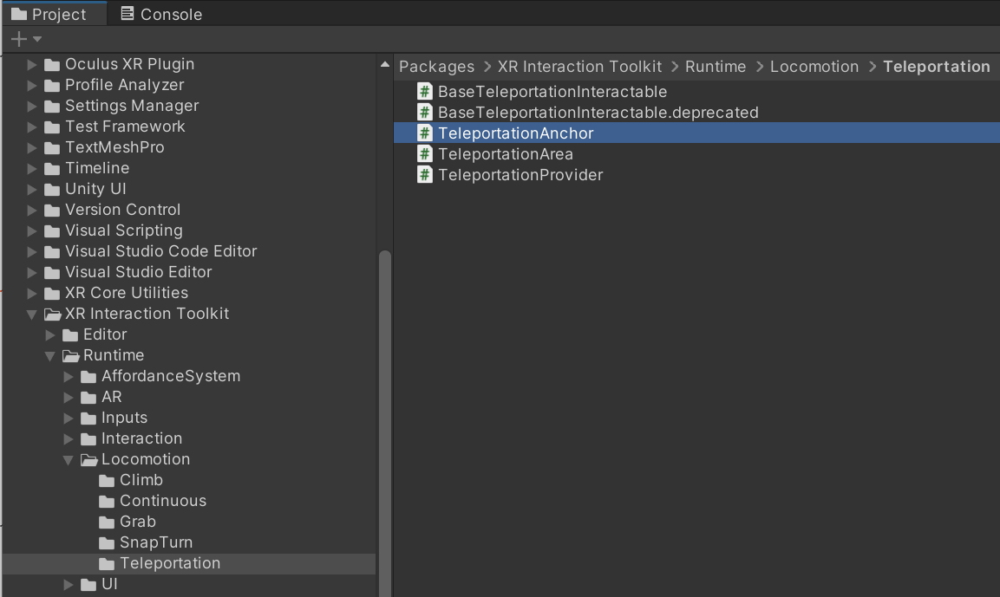 Project Console
Oculus XR Plugin
Profile Analyzer
Settings Manager
Test Framework
TextMeshPro
Timeline
Unity UI
Version Control
Visual Scripting
Visual Studio Code Editor
Visual Studio Editor
XR Core Utilities
XR Interaction Toolkit
Editor
Runtime
AffordanceSystem
AR
Inputs
Interaction
Locomotion
Climb
Continuous
Grab
SnapTurn
Teleportation
UI
Packages > XR Interaction Toolkit > Runtime > Locomotion > Teleportation
# BaseTeleportationInteractable
# BaseTeleportationInteractable.deprecated
# TeleportationAnchor
# TeleportationArea
# TeleportationProvider